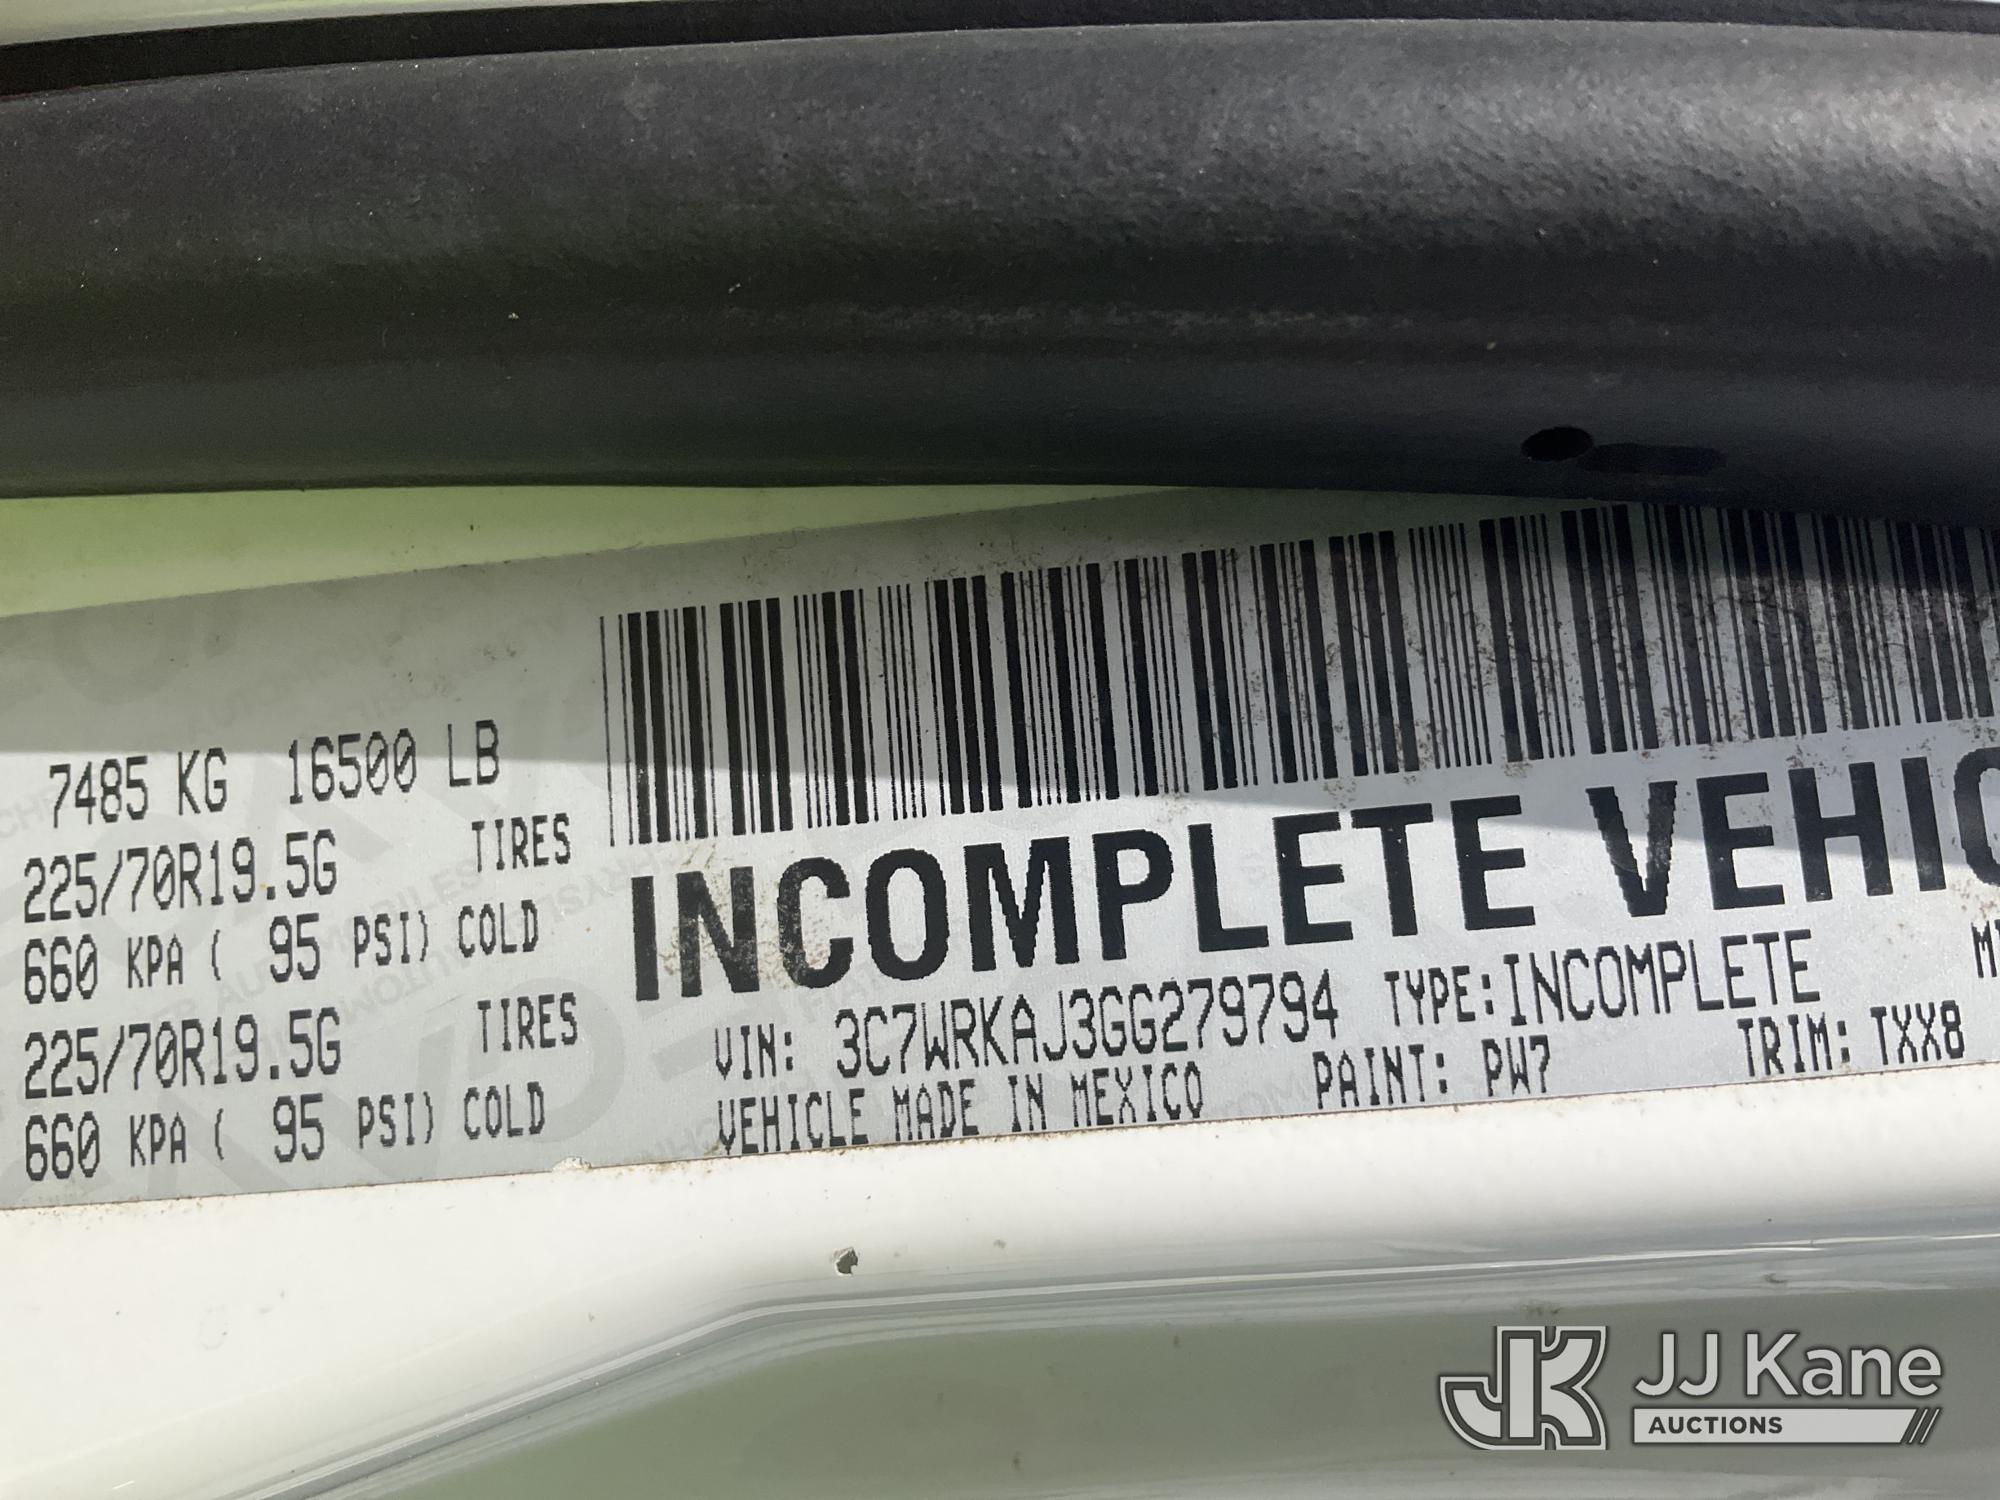 7485 KG 16500 LB
225/70R19.5G TIRES
660 KPA ( 95 PSI) COLD
225/70R19.5G TIRES
660 KPA ( 95 PSI) COLD
INCOMPLETE VEHIC
VIN: 3C7WRKAJ3GG279794 TYPE:INCOMPLETE
VEHICLE MADE IN MEXICO PAINT: PW7 TRIM: TXX8
JK JJ Kane
AUCTIONS